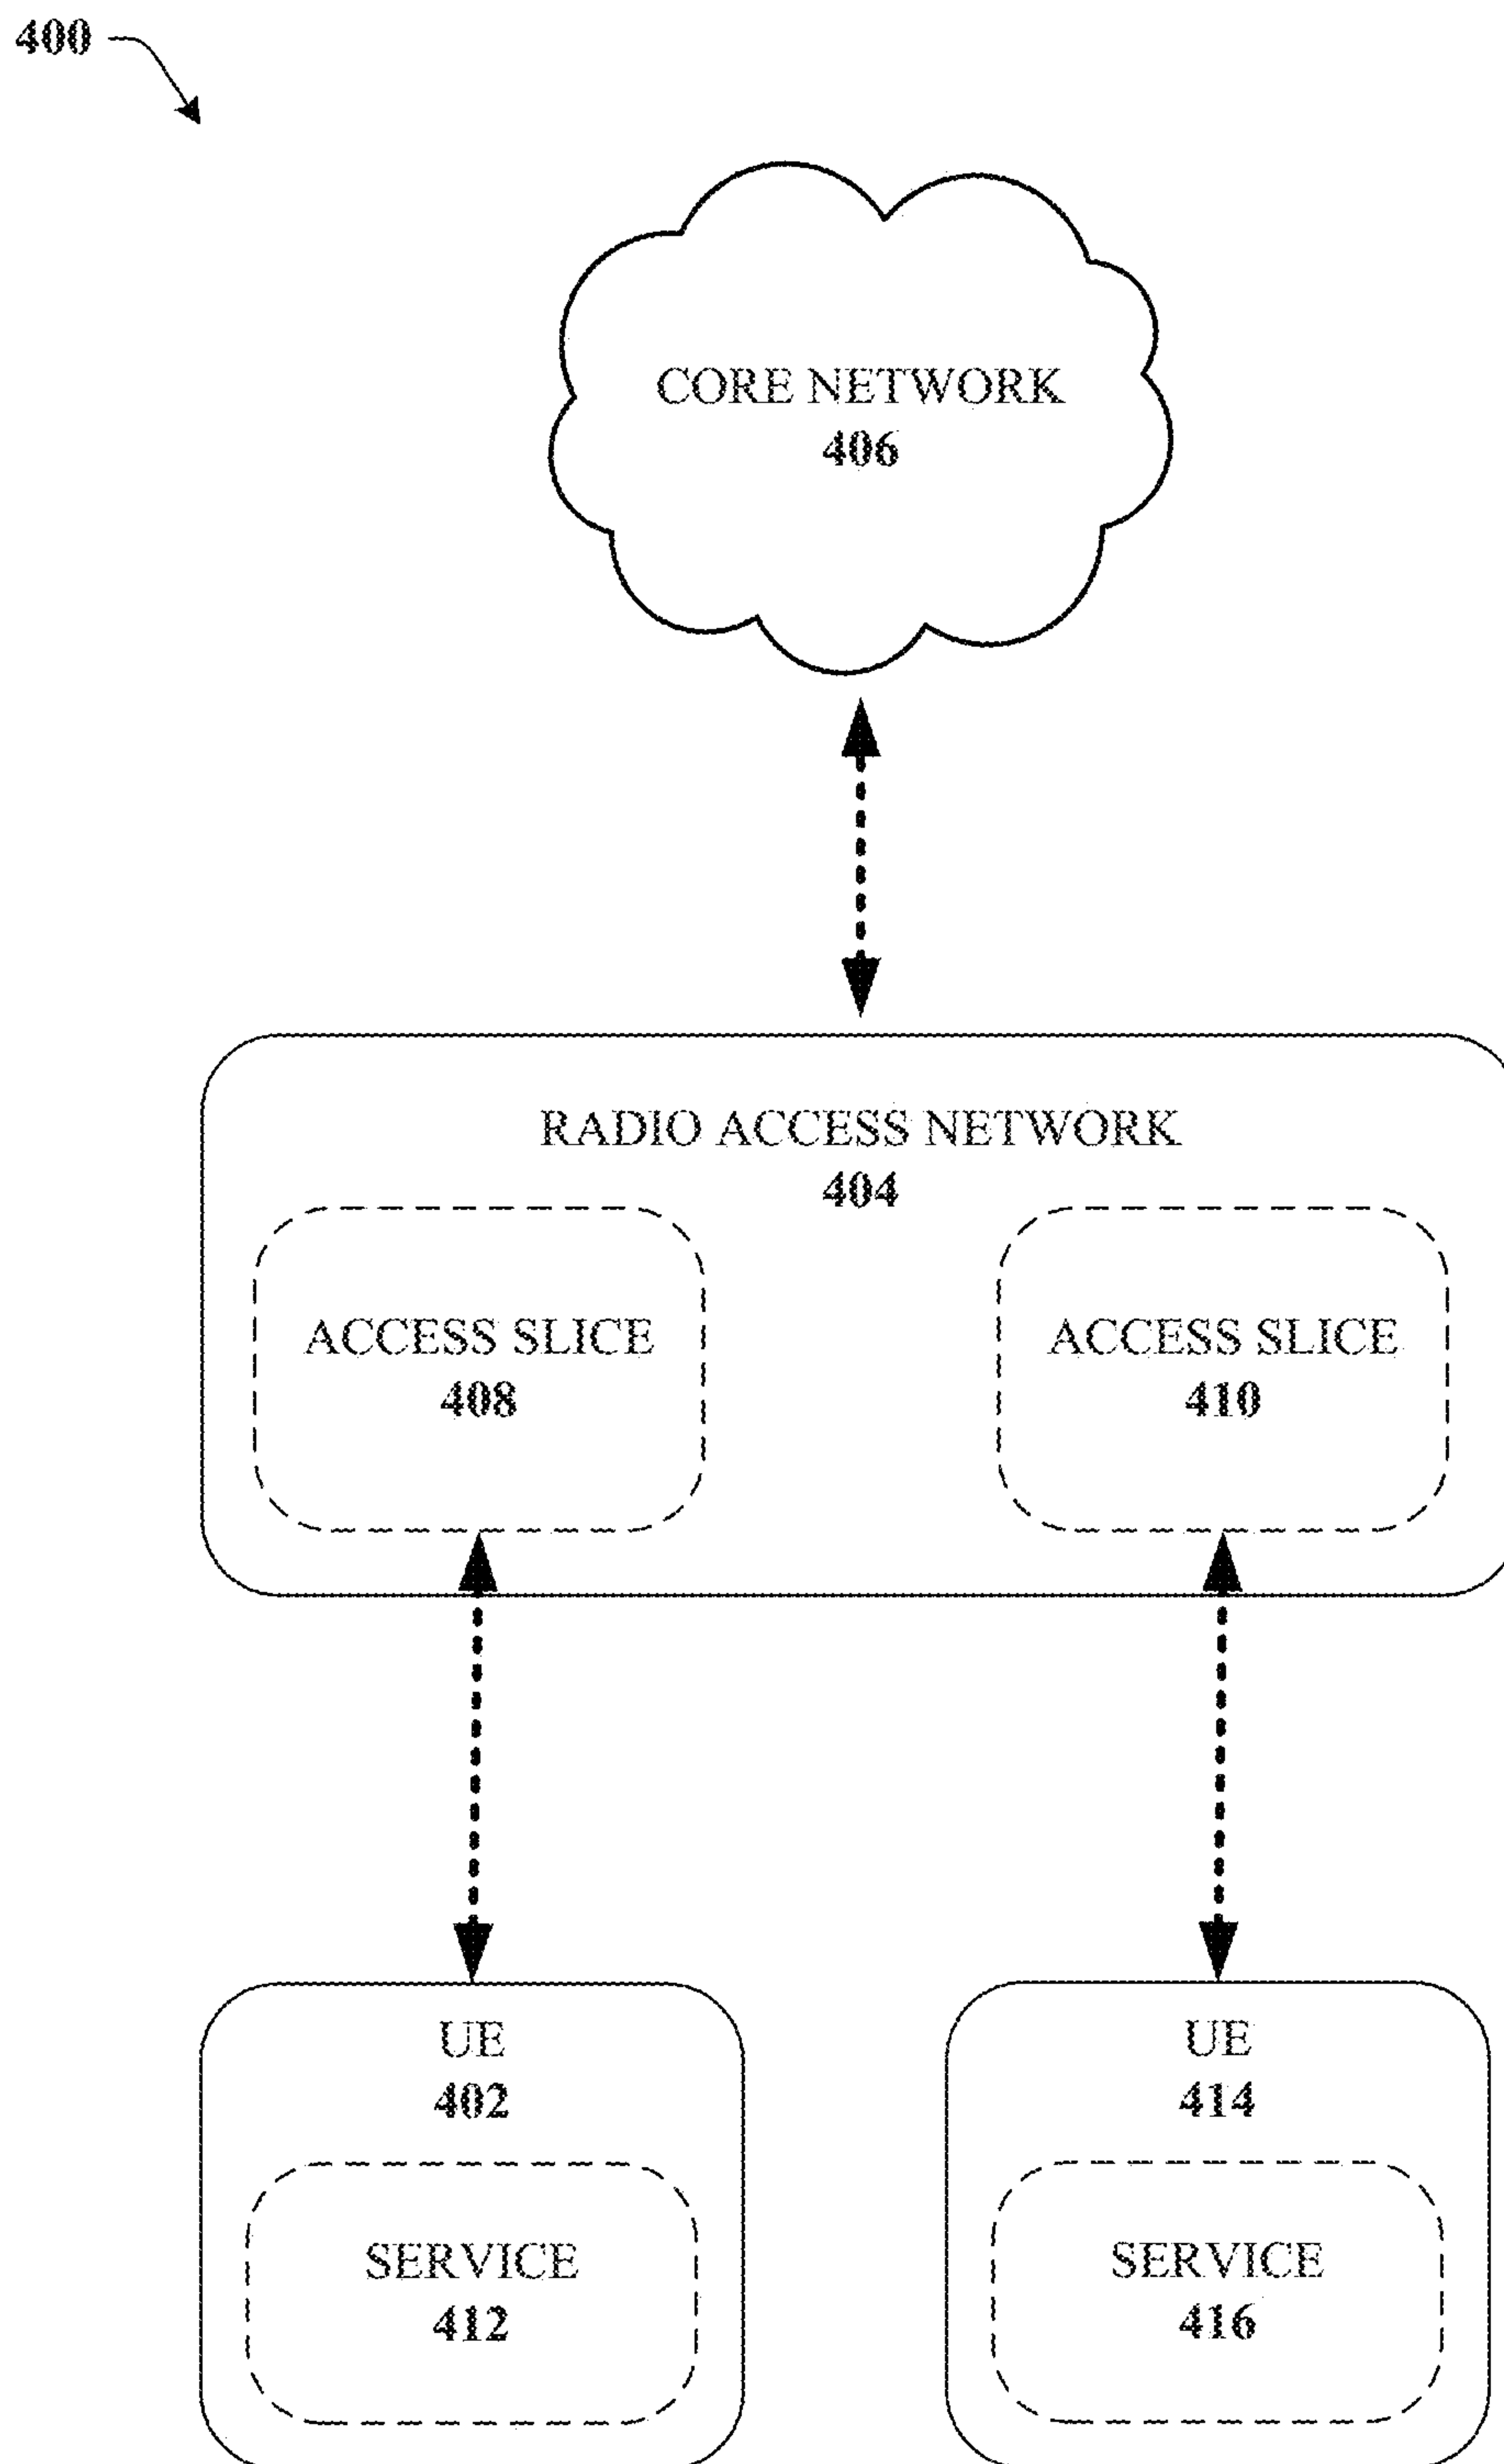 400
CORE NETWORK
406
RADIO ACCESS NETWORK
404
ACCESS SLICE
408
ACCESS SLICE
410
UE
402
UE
414
SERVICE
412
SERVICE
416